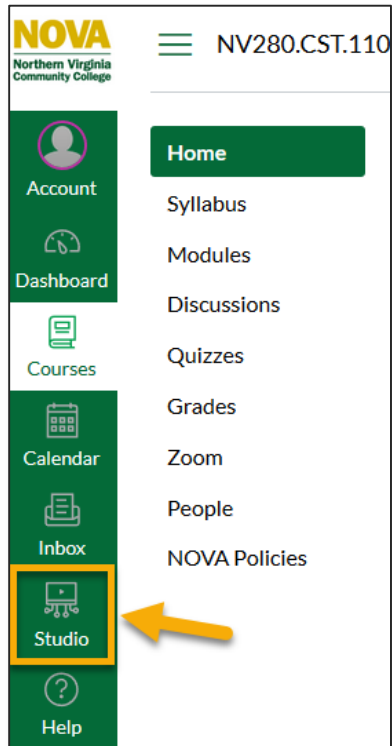 NOVA
Northern Virginia
Community College
NV280.CST.110
Account
Dashboard
Courses
Calendar
Inbox
Studio
Help
Home
Syllabus
Modules
Discussions
Quizzes
Grades
Zoom
People
NOVA Policies